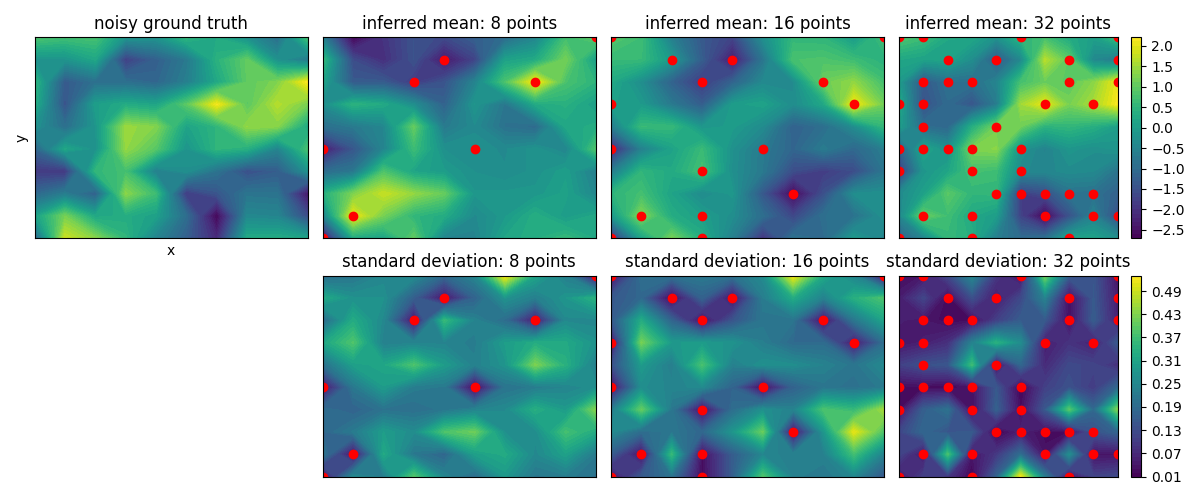 noisy ground truth
inferred mean: 8 points
inferred mean: 16 points
inferred mean: 32 points
y
x
2.0
1.5
1.0
0.5
0.0
−0.5
−1.0
−1.5
−2.0
−2.5
standard deviation: 8 points
standard deviation: 16 points
standard deviation: 32 points
0.49
0.43
0.37
0.31
0.25
0.19
0.13
0.07
0.01